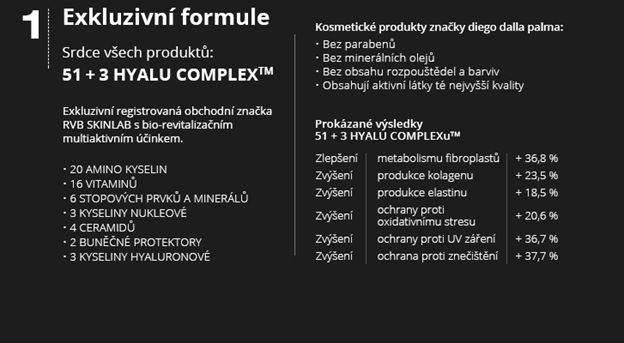 1 Exkluzivní formule
Srdce všech produktů:
51 + 3 HYALU COMPLEX™
Exkluzivní registrovaná obchodní značka
RVB SKINLAB s bio-revitalizačním
multiaktivním účinkem.
· 20 AMINO KYSELIN
· 16 VITAMINŮ
· 6 STOPOVÝCH PRVKŮ A MINERÁLŮ
· 3 KYSELINY NUKLEOVÉ
· 4 CERAMIDŮ
· 2 BUNĚČNÉ PROTEKTORY
· 3 KYSELINY HYALURONOVÉ
Kosmetické produkty značky diego dalla palma:
· Bez parabenů
· Bez minerálních olejů
· Bez obsahu rozpouštědel a barviv
· Obsahují aktivní látky té nejvyšší kvality
Prokázané výsledky
51 + 3 HYALU COMPLEXu™
Zlepšení metabolismu fibroplastů + 36,8 %
Zvýšení produkce kolagenu + 23,5 %
Zvýšení produkce elastinu + 18,5 %
Zvýšení ochrany proti oxidativnímu stresu + 20,6 %
Zvýšení ochrany proti UV záření + 36,7 %
Zvýšení ochrana proti znečištění + 37,7 %